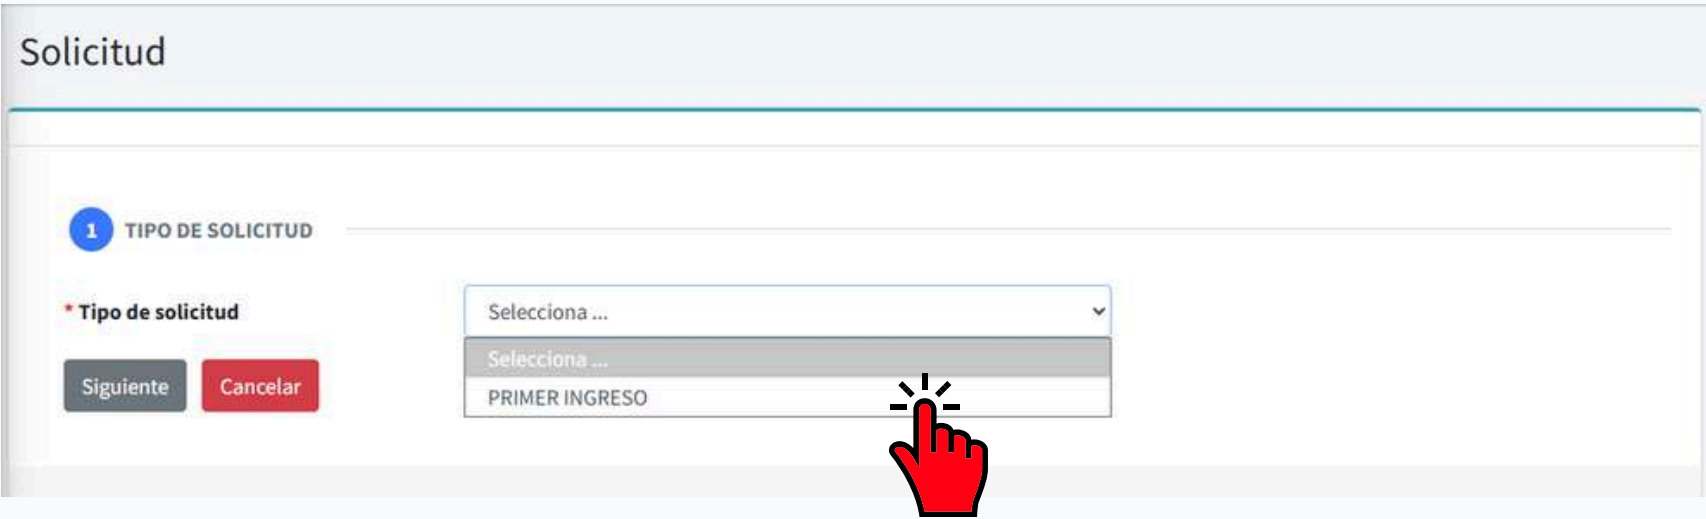 Solicitud
1 TIPO DE SOLICITUD
* Tipo de solicitud
Selecciona ...
Selecciona ...
PRIMER INGRESO
Siguiente
Cancelar